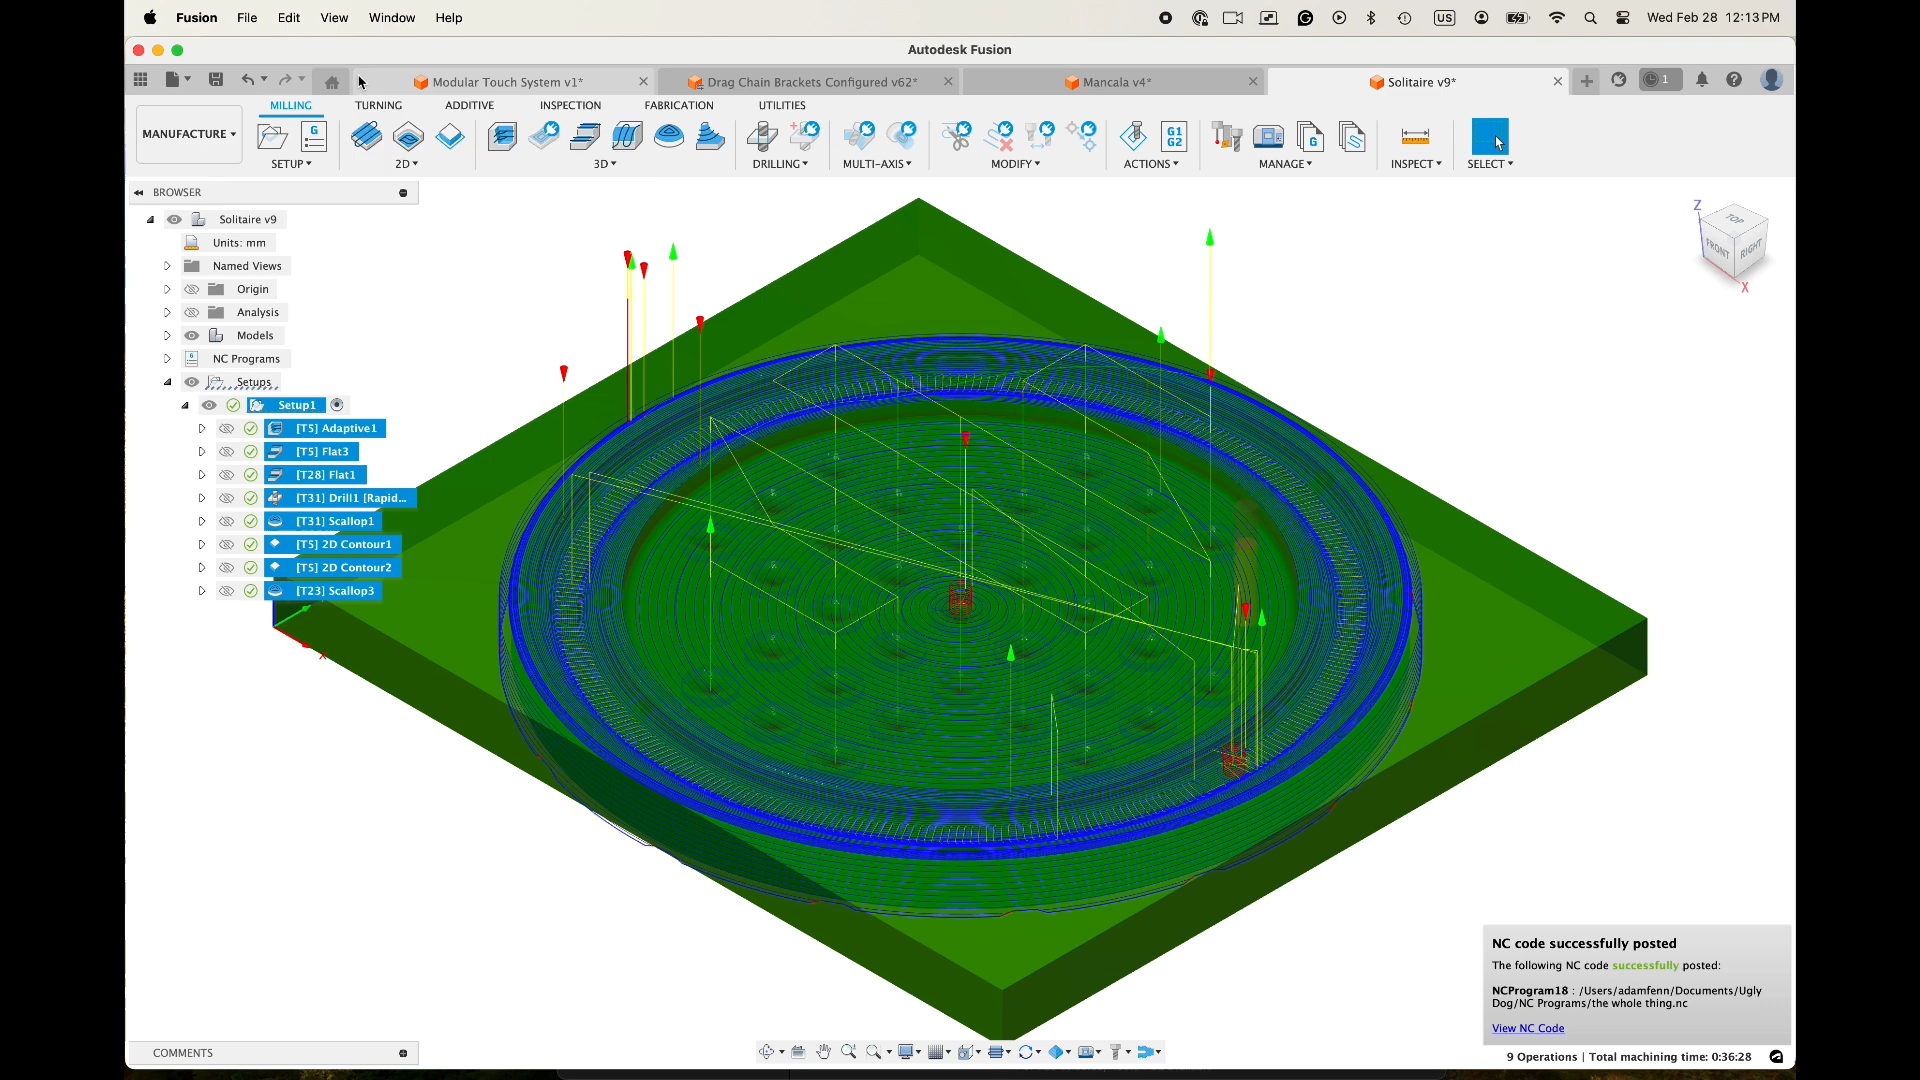 Fusion File Edit View Window Help
US Wed Feb 28 12:13 PM
Autodesk Fusion
Modular Touch System v1* Drag Chain Brackets Configured v62* Mancala v4* Solitaire v9* 1
MILLING TURNING ADDITIVE INSPECTION FABRICATION UTILITIES
MANUFACTURE
G
G1
G2
G
SETUP 2D 3D DRILLING MULTI-AXIS MODIFY ACTIONS MANAGE INSPECT SELECT
BROWSER
Solitaire v9
Units: mm
Named Views
Origin
Analysis
Models
NC Programs
Setups
Setup1
[T5] Adaptive1
[T5] Flat3
[T28] Flat1
[T31] Drill1 [Rapid...
[T31] Scallop1
[T5] 2D Contour1
[T5] 2D Contour2
[T23] Scallop3
X
Z
TOP
FRONT RIGHT
X
NC code successfully posted
The following NC code successfully posted:
NCProgram18 : /Users/adamfenn/Documents/Ugly
Dog/NC Programs/the whole thing.nc
View NC Code
COMMENTS
9 Operations | Total machining time: 0:36:28